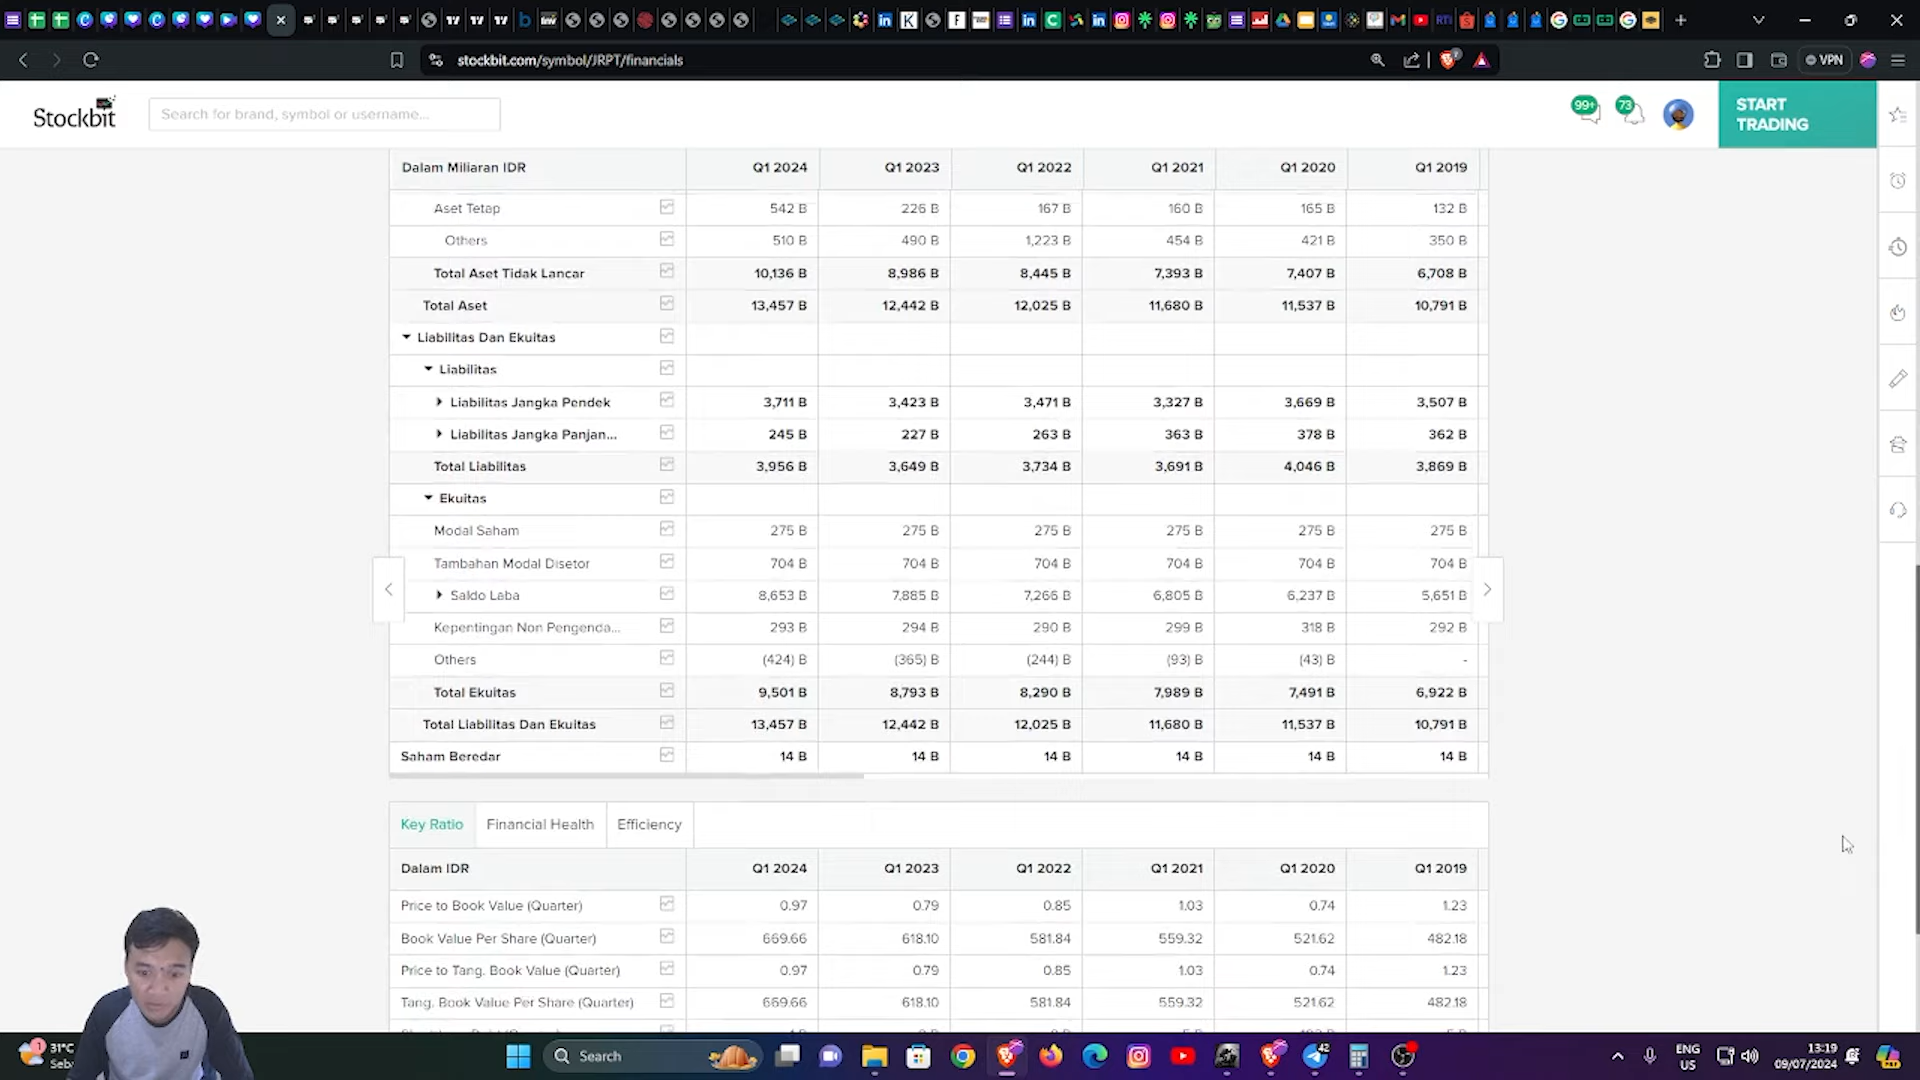 stockbit.com/symbol/JRPT/financials
VPN
Stockbit
Search for brand, symbol or username...
99+
73
START
TRADING
Dalam Miliaran IDR Q1 2024 Q1 2023 Q1 2022 Q1 2021 Q1 2020 Q1 2019
Aset Tetap 542 B 226 B 167 B 160 B 165 B 132 B
Others 510 B 490 B 1,223 B 454 B 421 B 350 B
Total Aset Tidak Lancar 10,136 B 8,986 B 8,445 B 7,393 B 7,407 B 6,708 B
Total Aset 13,457 B 12,442 B 12,025 B 11,680 B 11,537 B 10,791 B
Liabilitas Dan Ekuitas
Liabilitas
Liabilitas Jangka Pendek 3,711 B 3,423 B 3,471 B 3,327 B 3,669 B 3,507 B
Liabilitas Jangka Panjan... 245 B 227 B 263 B 363 B 378 B 362 B
Total Liabilitas 3,956 B 3,649 B 3,734 B 3,691 B 4,046 B 3,869 B
Ekuitas
Modal Saham 275 B 275 B 275 B 275 B 275 B 275 B
Tambahan Modal Disetor 704 B 704 B 704 B 704 B 704 B 704 B
Saldo Laba 8,653 B 7,885 B 7,266 B 6,805 B 6,237 B 5,651 B
Kepentingan Non Pengenda... 293 B 294 B 290 B 299 B 318 B 292 B
Others (424) B (365) B (244) B (93) B (43) B -
Total Ekuitas 9,501 B 8,793 B 8,290 B 7,989 B 7,491 B 6,922 B
Total Liabilitas Dan Ekuitas 13,457 B 12,442 B 12,025 B 11,680 B 11,537 B 10,791 B
Saham Beredar 14 B 14 B 14 B 14 B 14 B 14 B
Key Ratio Financial Health Efficiency
Dalam IDR Q1 2024 Q1 2023 Q1 2022 Q1 2021 Q1 2020 Q1 2019
Price to Book Value (Quarter) 0.97 0.79 0.85 1.03 0.74 1.23
Book Value Per Share (Quarter) 669.66 618.10 581.84 559.32 521.62 482.18
Price to Tang. Book Value (Quarter) 0.97 0.79 0.85 1.03 0.74 1.23
Tang. Book Value Per Share (Quarter) 669.66 618.10 581.84 559.32 521.62 482.18
31°C
Search
42
ENG
US
13:19
09/07/2024